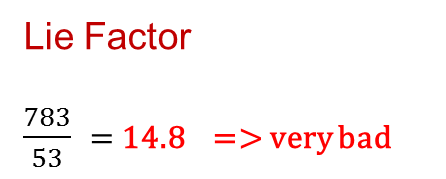 Lie Factor
783
53
= 14.8 => very bad